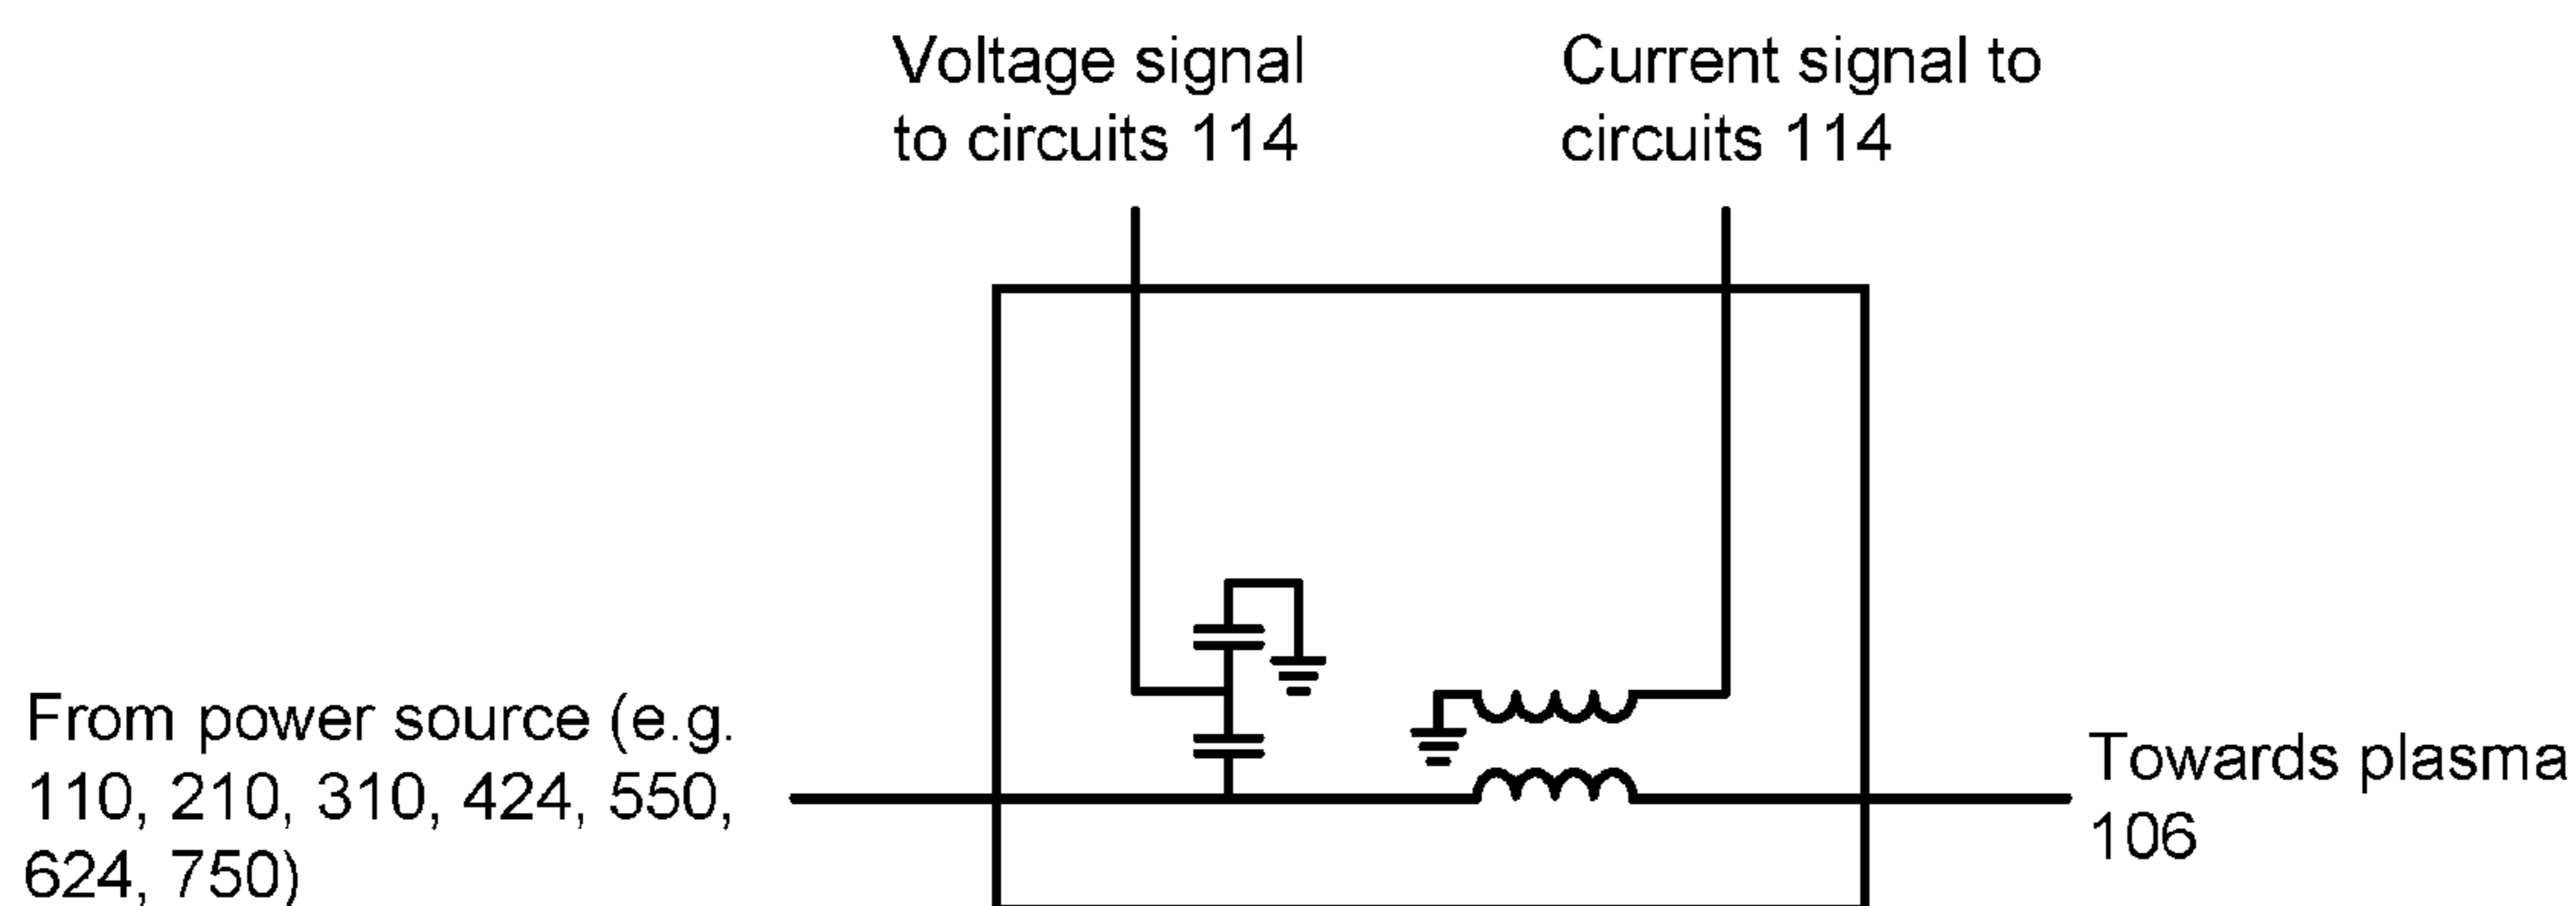 Voltage signal
to circuits 114
Current signal to
circuits 114
From power source (e.g.
110, 210, 310, 424, 550,
624, 750)
Towards plasma
106